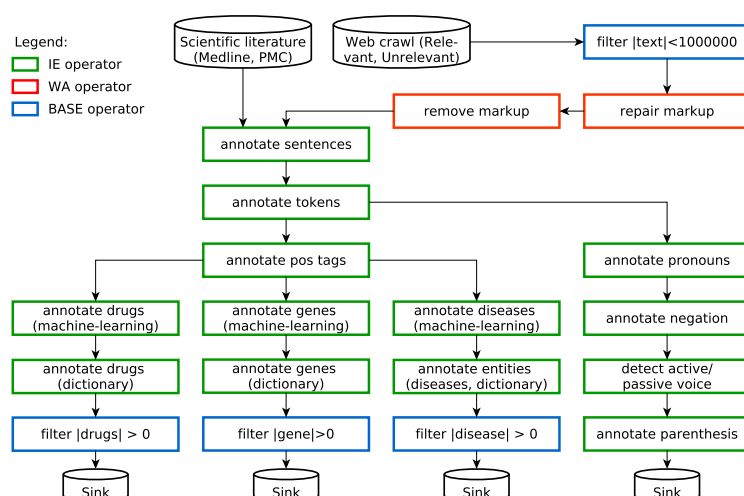 Legend:
IE operator
WA operator
BASE operator
Scientific literature
(Medline, PMC)
Web crawl (Rele-
vant, Unrelevant)
filter |text|<1000000
remove markup
repair markup
annotate sentences
annotate tokens
annotate pos tags
annotate pronouns
annotate drugs
(machine-learning)
annotate genes
(machine-learning)
annotate diseases
(machine-learning)
annotate negation
annotate drugs
(dictionary)
annotate genes
(dictionary)
annotate entities
(diseases, dictionary)
detect active/
passive voice
filter |drugs| > 0
filter |gene|>0
filter |disease| > 0
annotate parenthesis
Sink
Sink
Sink
Sink